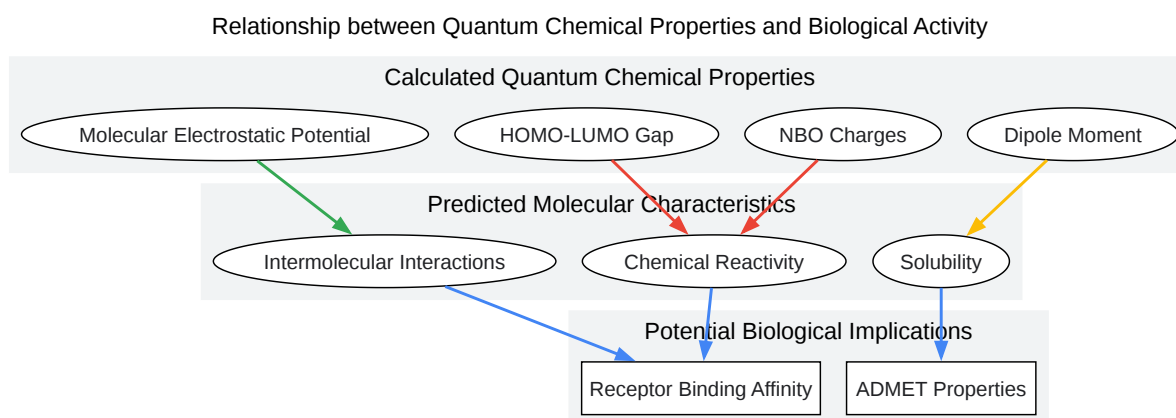 Relationship between Quantum Chemical Properties and Biological Activity
Calculated Quantum Chemical Properties
Molecular Electrostatic Potential
HOMO-LUMO Gap
NBO Charges
Dipole Moment
Predicted Molecular Characteristics
Intermolecular Interactions
Chemical Reactivity
Solubility
Potential Biological Implications
Receptor Binding Affinity
ADMET Properties